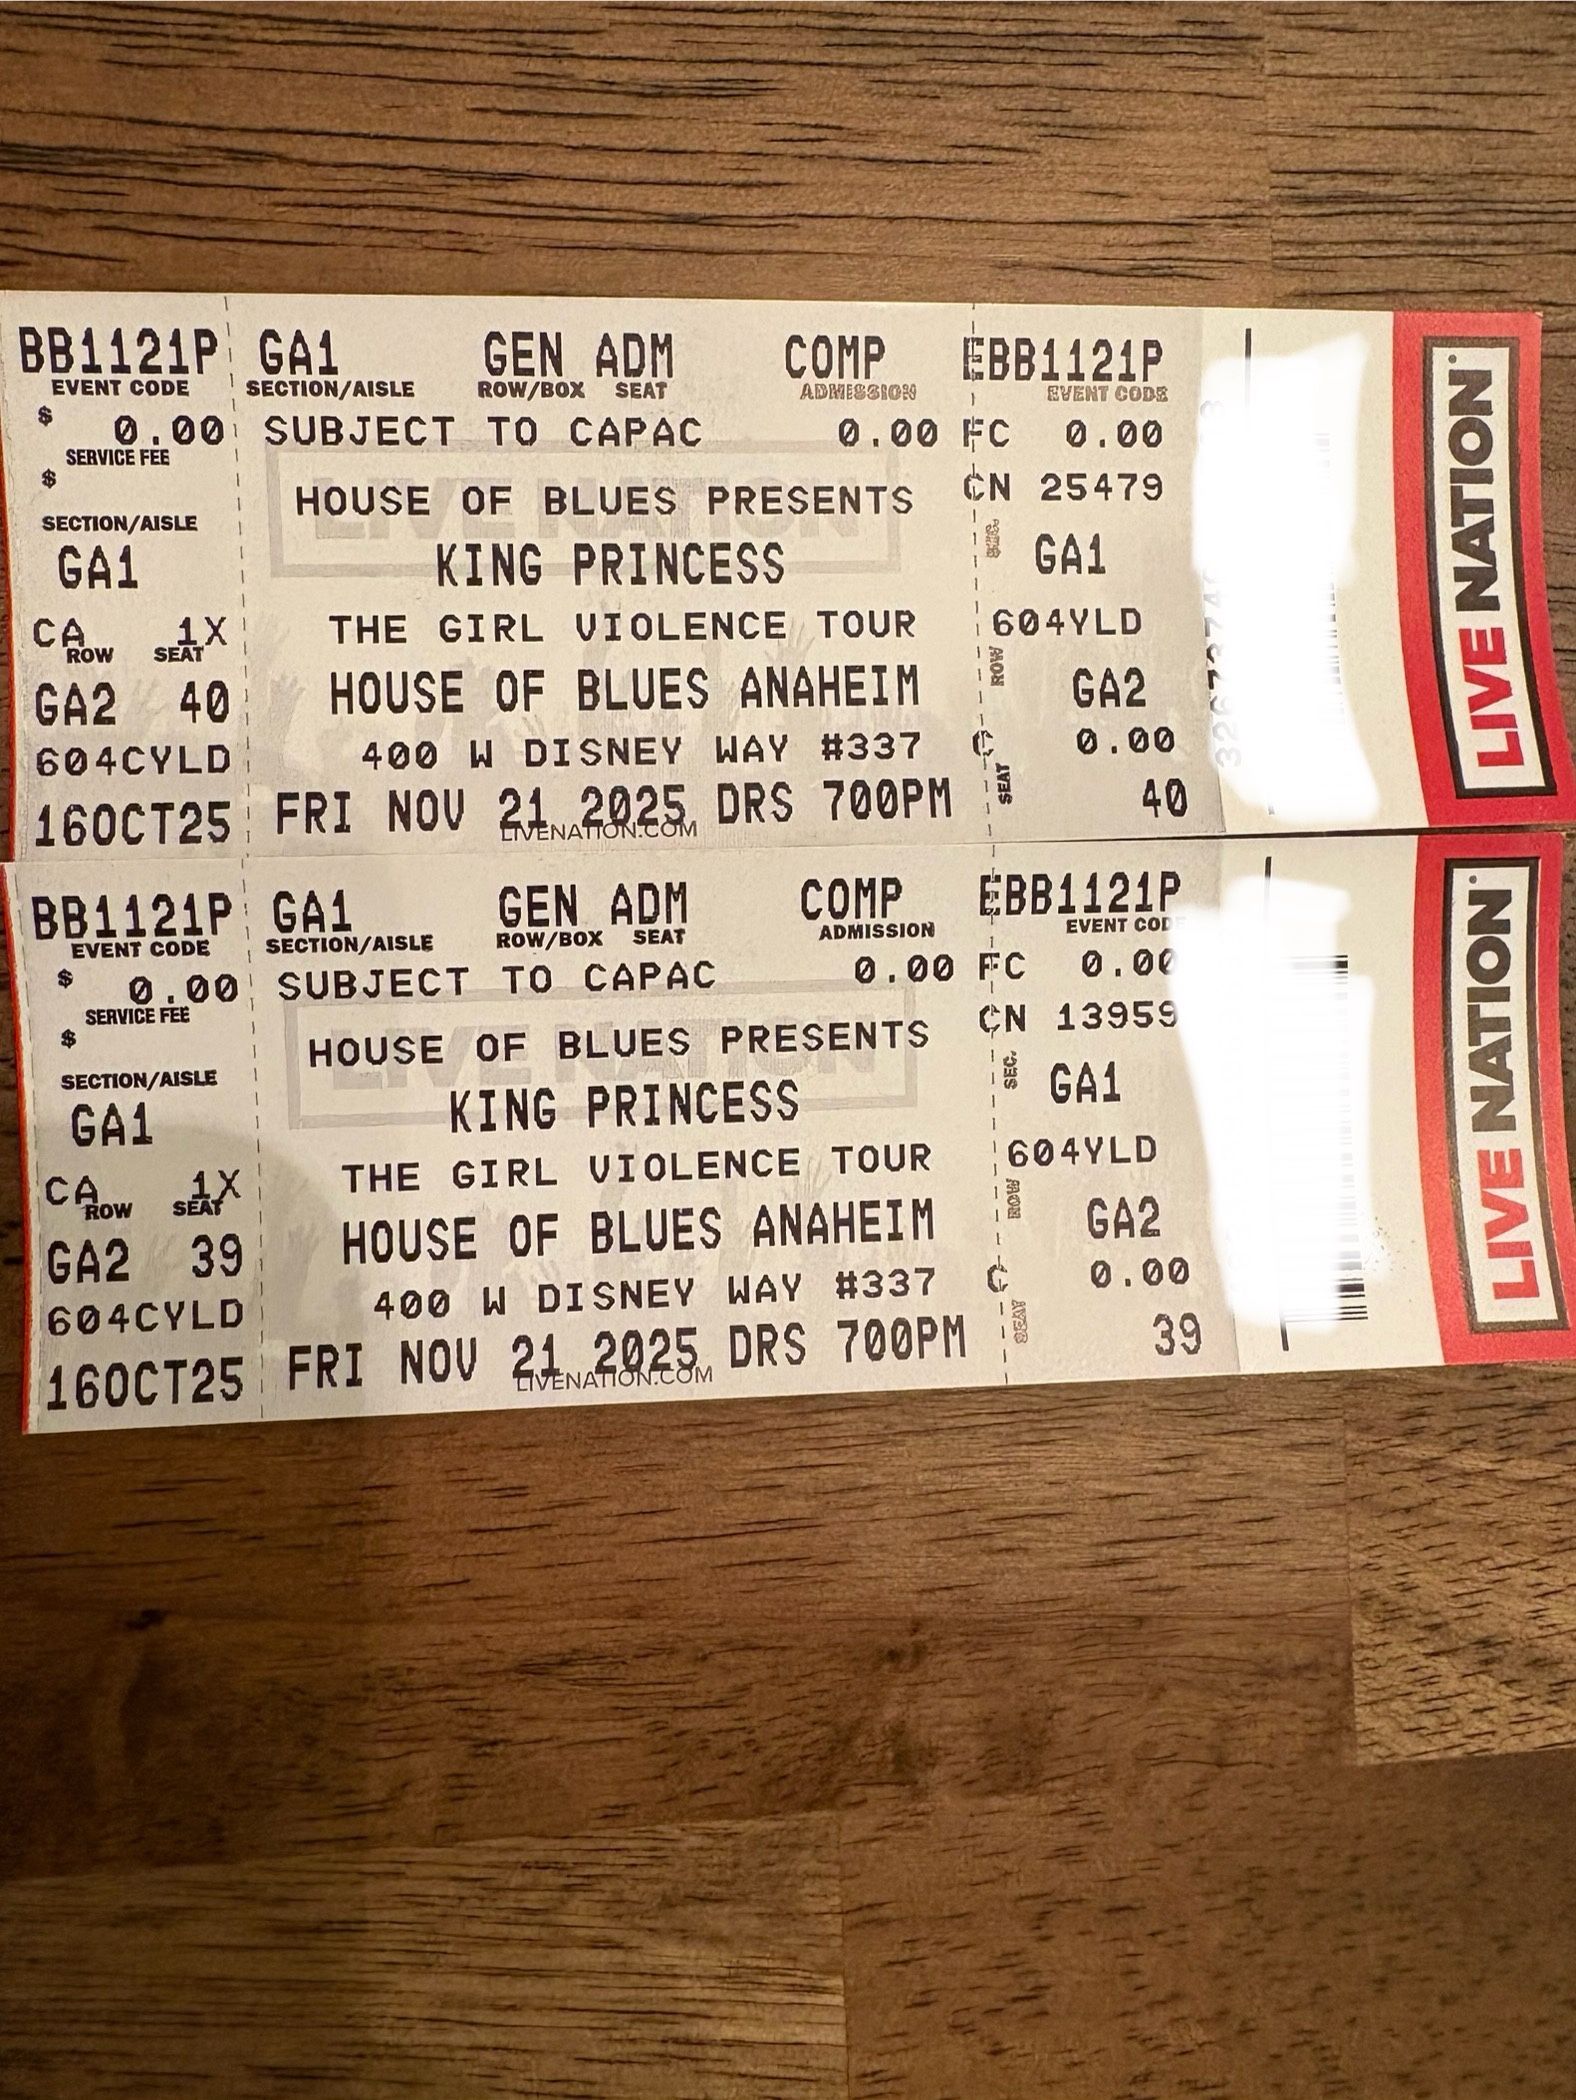 BB1121P GA1 GEN ADM COMP EBB1121P
EVENT CODE SECTION/AISLE ROW/BOX SEAT ADMISSION EVENT CODE
$ 0.00 SUBJECT TO CAPAC 0.00 FC 0.00
SERVICE FEE
$ HOUSE OF BLUES PRESENTS CN 25479
SECTION/AISLE SEC.
GA1 KING PRINCESS GA1
CA 1X THE GIRL VIOLENCE TOUR 604YLD
ROW SEAT ROW
GA2 40 HOUSE OF BLUES ANAHEIM GA2
604CYLD 400 W DISNEY WAY #337 C 0.00
SEAT
16OCT25 FRI NOV 21 2025 DRS 700PM 40
LIVENATION.COM
LIVE NATION
BB1121P GA1 GEN ADM COMP EBB1121P
EVENT CODE SECTION/AISLE ROW/BOX SEAT ADMISSION EVENT
$ 0.00 SUBJECT TO CAPAC 0.00 FC 0.00
SERVICE FEE
$ HOUSE OF BLUES PRESENTS CN 13959
SECTION/AISLE SEC.
GA1 KING PRINCESS GA1
CA 1X THE GIRL VIOLENCE TOUR 604YLD
ROW SEAT ROW
GA2 39 HOUSE OF BLUES ANAHEIM GA2
604CYLD 400 W DISNEY WAY #337 C 0.00
SEAT
16OCT25 FRI NOV 21 2025 DRS 700PM 39
LIVENATION.COM
LIVE NATION